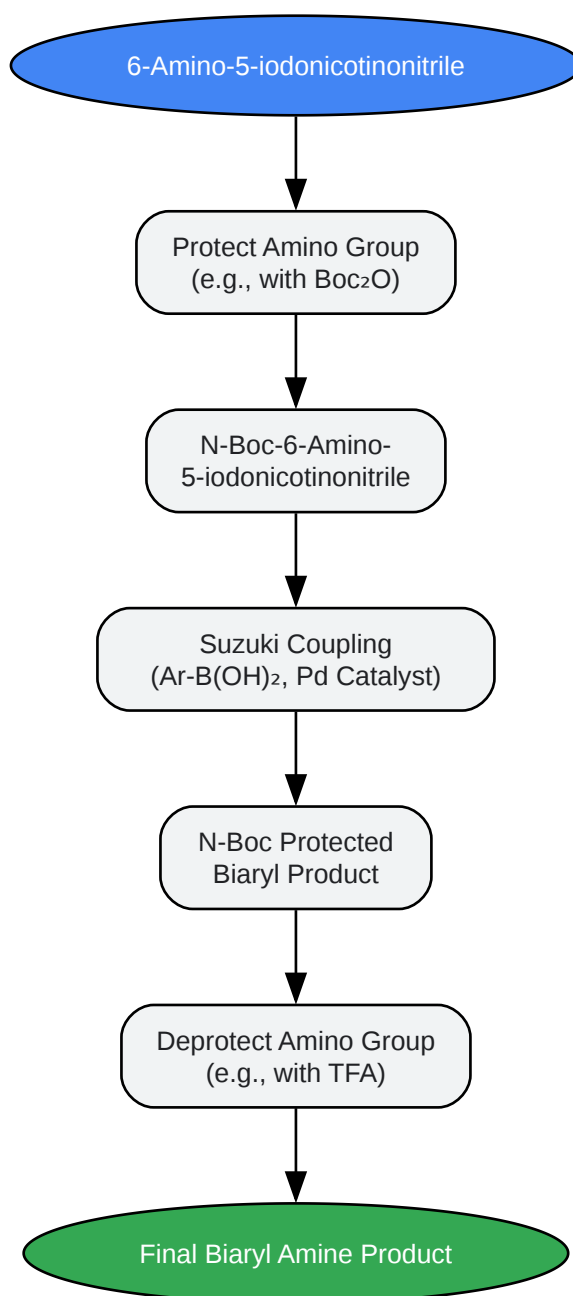 6-Amino-5-iodonicotinonitrile
Protect Amino Group
(e.g., with Boc₂O)
N-Boc-6-Amino-
5-iodonicotinonitrile
Suzuki Coupling
(Ar-B(OH)₂, Pd Catalyst)
N-Boc Protected
Biaryl Product
Deprotect Amino Group
(e.g., with TFA)
Final Biaryl Amine Product